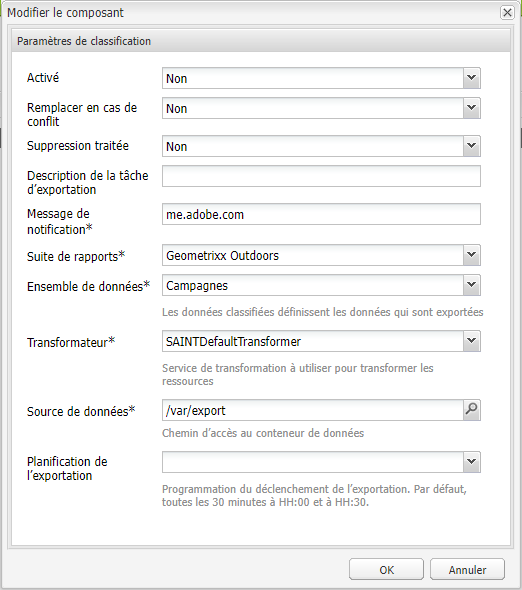 Modifier le composant
Paramètres de classification
Activé
Non
Remplacer en cas de
conflit
Non
Suppression traitée
Non
Description de la tâche
d'exportation
Message de
notification*
me.adobe.com
Suite de rapports*
Geometrixx Outdoors
Ensemble de données*
Campagnes
Les données classifiées définissent les données qui sont exportées
Transformateur*
SAINTDefaultTransformer
Service de transformation à utiliser pour transformer les
ressources
Source de données*
/var/export
Chemin d'accès au conteneur de données
Planification de
l'exportation
Programmation du déclenchement de l'exportation. Par défaut,
toutes les 30 minutes à HH:00 et à HH:30.
OK
Annuler